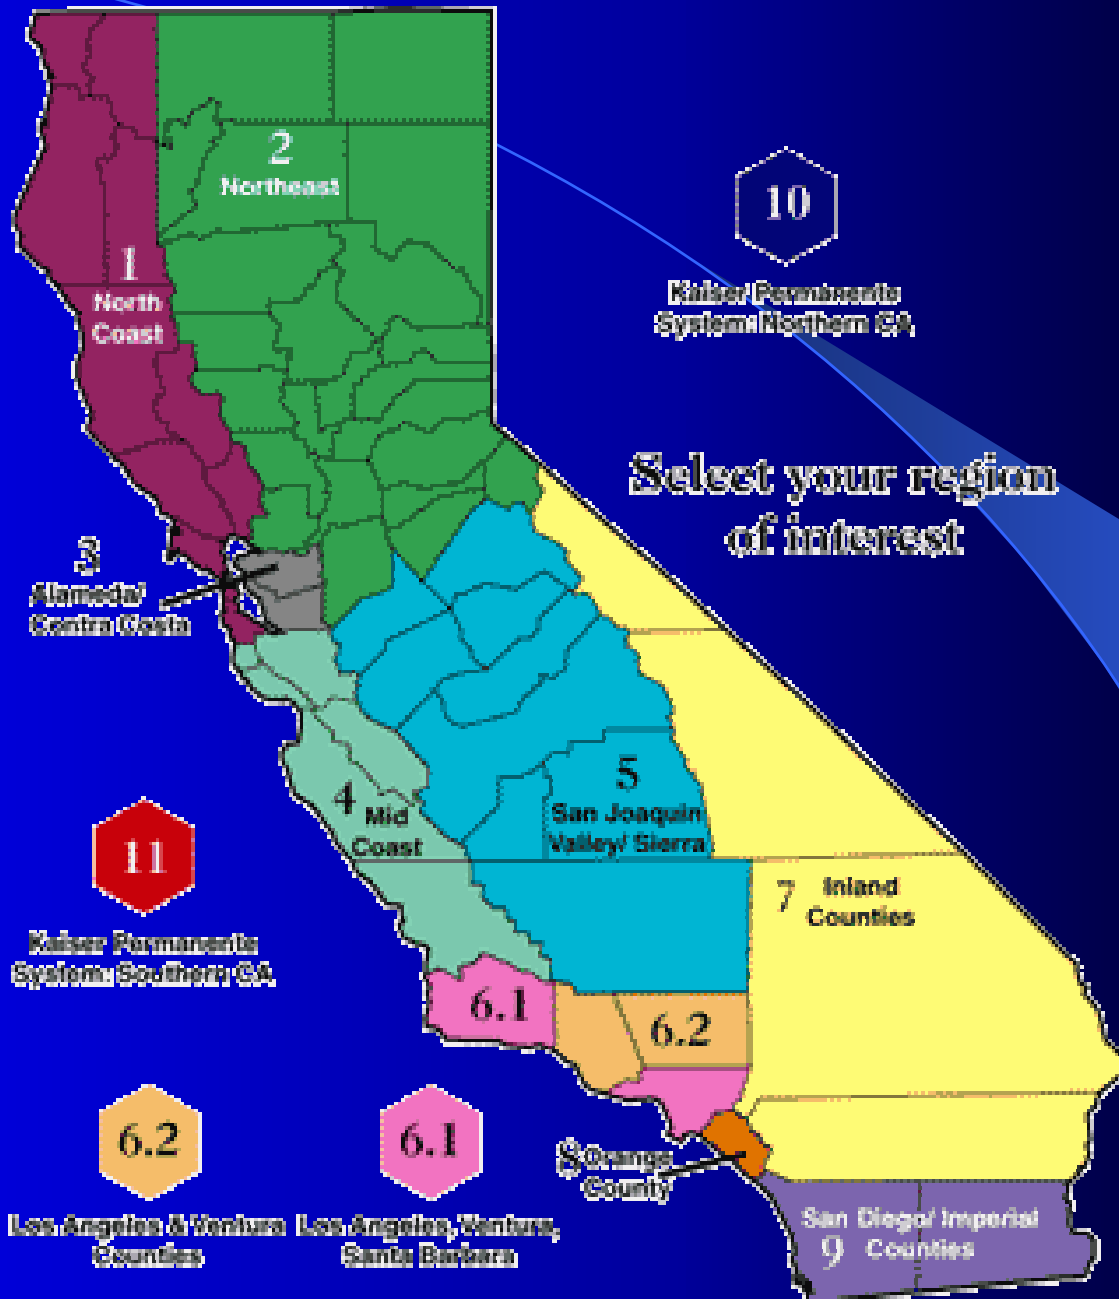 2
Northeast
10
Kaiser Permanente
System: Northern CA
1
North
Coast
Select your region
of interest
3
Alameda/
Contra Costa
4 Mid
Coast
5
San Joaquin
Valley/ Sierra
11
Kaiser Permanente
System: Southern CA
7 Inland
Counties
6.1
6.2
6.2
Los Angeles & Ventura
Counties
6.1
Los Angeles, Ventura,
Santa Barbara
8 Orange
County
San Diego/ Imperial
9 Counties